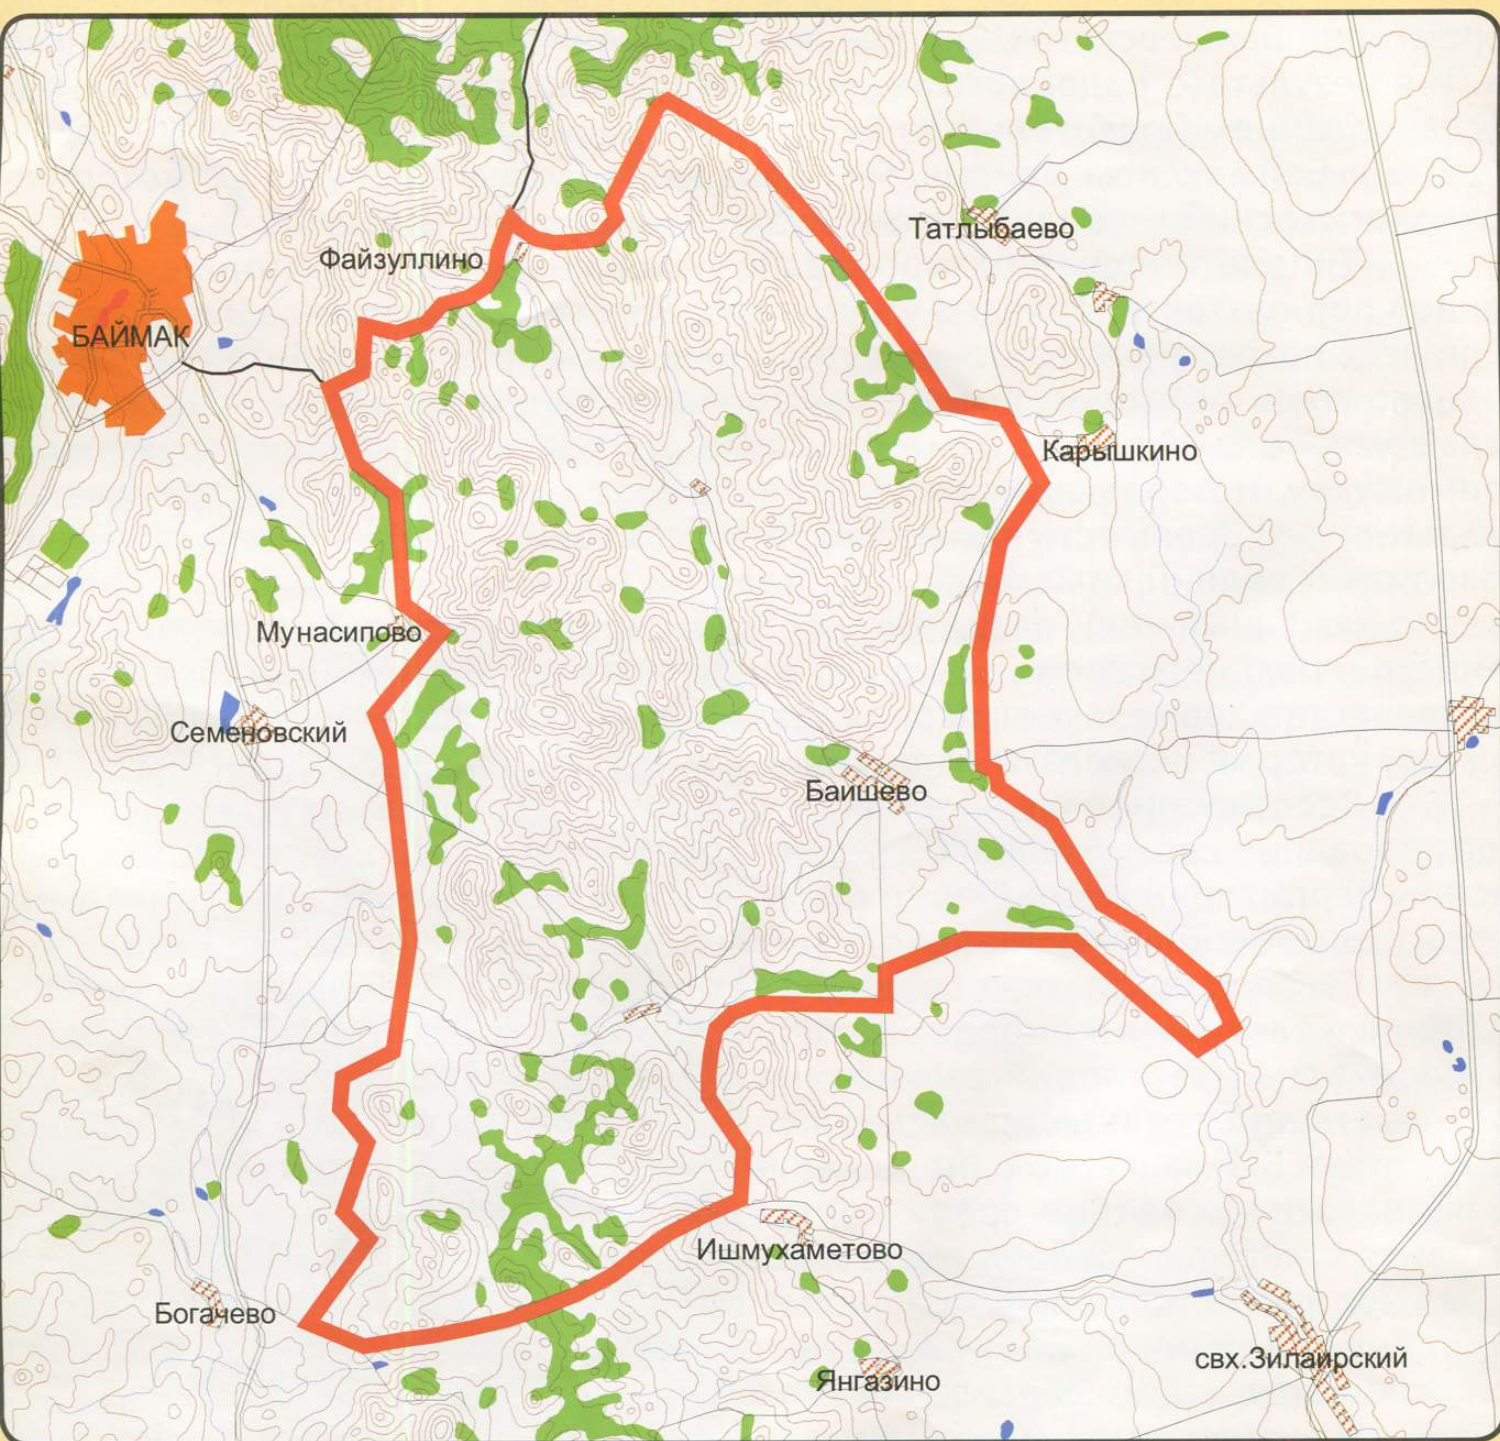 Татлыбаево
Файзуллино
БАЙМАК
Карышкино
Мунасипово
Семеновский
Баишево
Ишмухаметово
Богачево
свх.Зилаирский
Янгазино